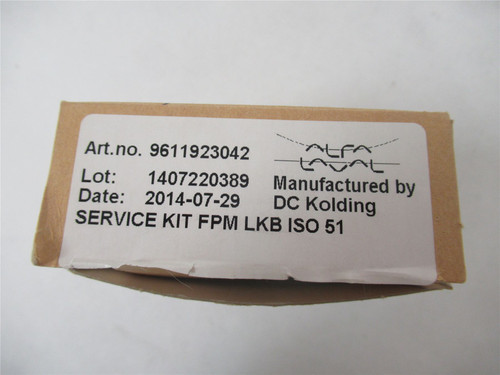 Art.no. 9611923042
Lot: 1407220389
Date: 2014-07-29
SERVICE KIT FPM LKB ISO 51
ALFA
LAVAL
Manufactured by
DC Kolding